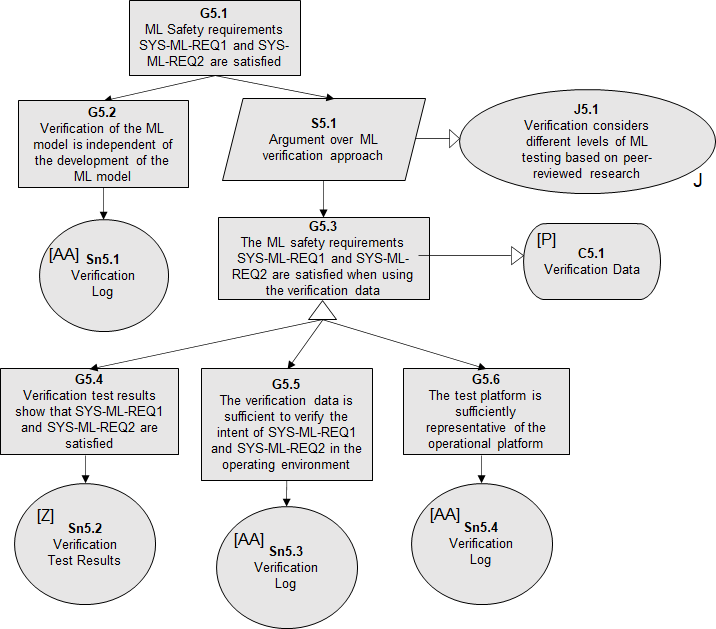 G5.1
ML Safety requirements
SYS-ML-REQ1 and SYS-
ML-REQ2 are satisfied
G5.2
Verification of the ML
model is independent of
the development of the
ML model
S5.1
Argument over ML
verification approach
J5.1
Verification considers
different levels of ML
testing based on peer-
reviewed research
J
[AA]
Sn5.1
Verification
Log
G5.3
The ML safety requirements
SYS-ML-REQ1 and SYS-ML-
REQ2 are satisfied when using
the verification data
[P]
C5.1
Verification Data
G5.4
Verification test results
show that SYS-ML-REQ1
and SYS-ML-REQ2 are
satisfied
G5.5
The verification data is
sufficient to verify the
intent of SYS-ML-REQ1
and SYS-ML-REQ2 in the
operating environment
G5.6
The test platform is
sufficiently
representative of the
operational platform
[Z]
Sn5.2
Verification
Test Results
[AA]
Sn5.3
Verification
Log
[AA]
Sn5.4
Verification
Log